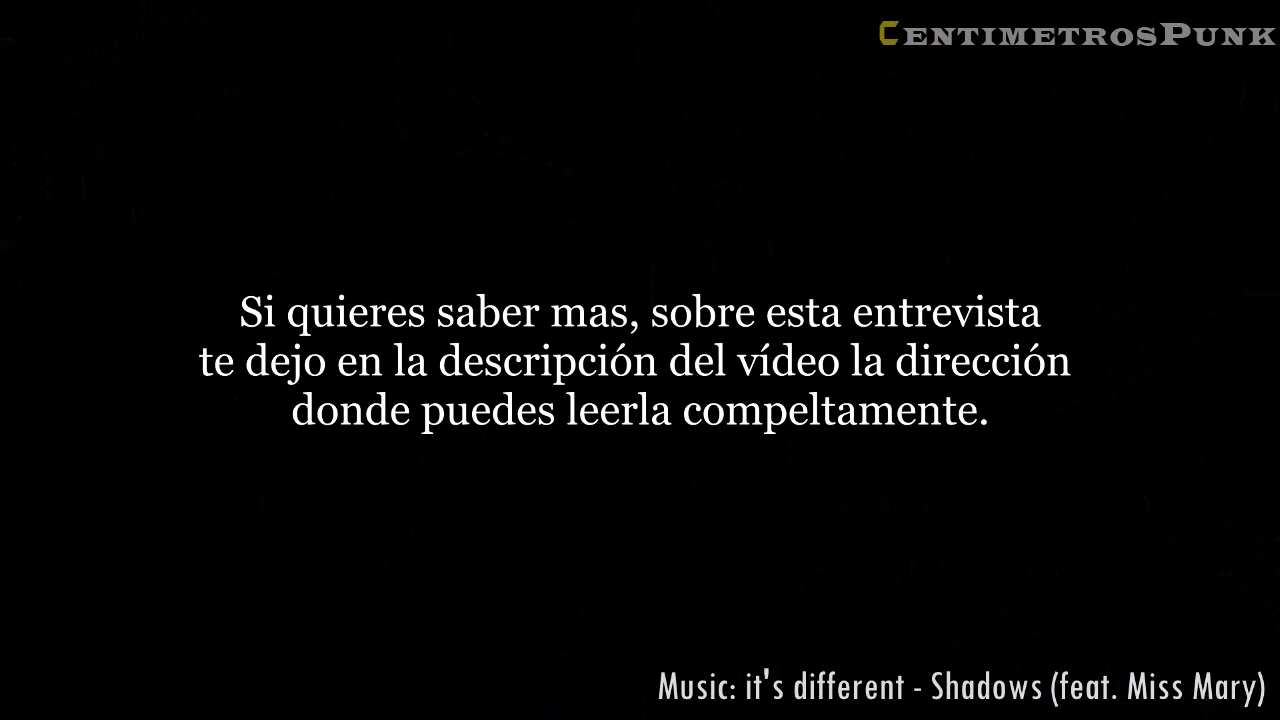 CentimetrosPunk
Si quieres saber mas, sobre esta entrevista
te dejo en la descripción del vídeo la dirección
donde puedes leerla compeltamente.
Music: it's different - Shadows (feat. Miss Mary)